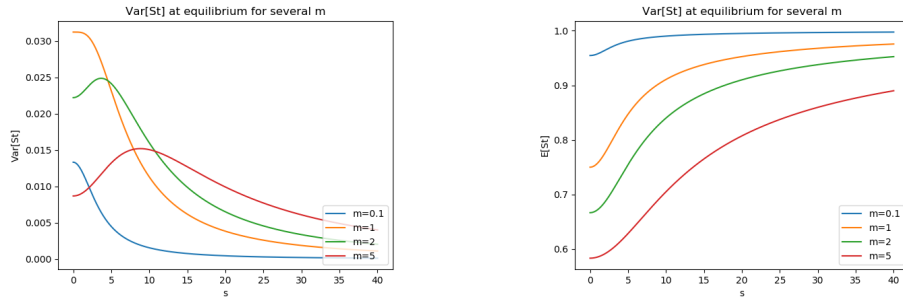 Var[St] at equilibrium for several m
0.030
0.025
0.020
0.015
0.010
0.005
0.000
Var[St]
0 5 10 15 20 25 30 35 40
s
m=0.1
m=1
m=2
m=5
Var[St] at equilibrium for several m
1.0
0.9
0.8
0.7
0.6
E[St]
0 5 10 15 20 25 30 35 40
s
m=0.1
m=1
m=2
m=5